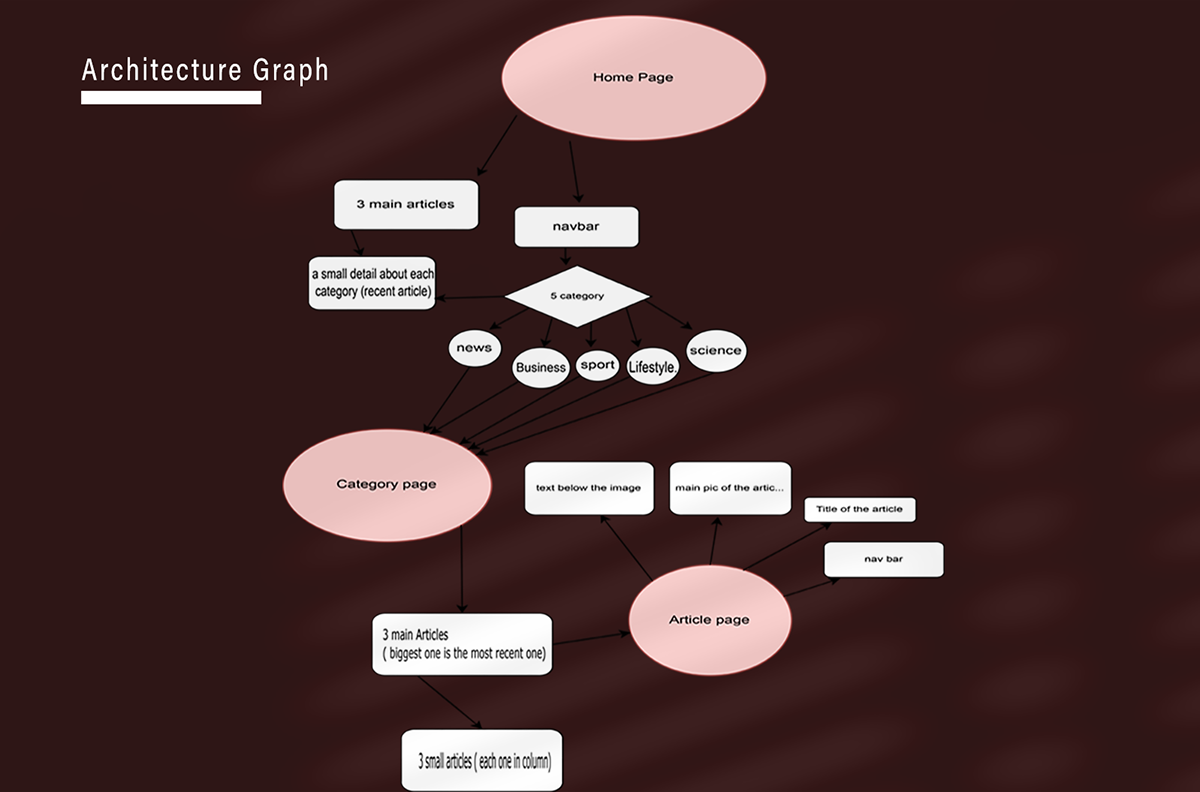 Architecture Graph
Home Page
3 main articles
navbar
a small detail about each
category (recent article)
5 category
news
Business
sport
Lifestyle.
science
Category page
text below the image
main pic of the artic...
Title of the article
nav bar
Article page
3 main Articles
( biggest one is the most recent one)
3 small articles ( each one in column)